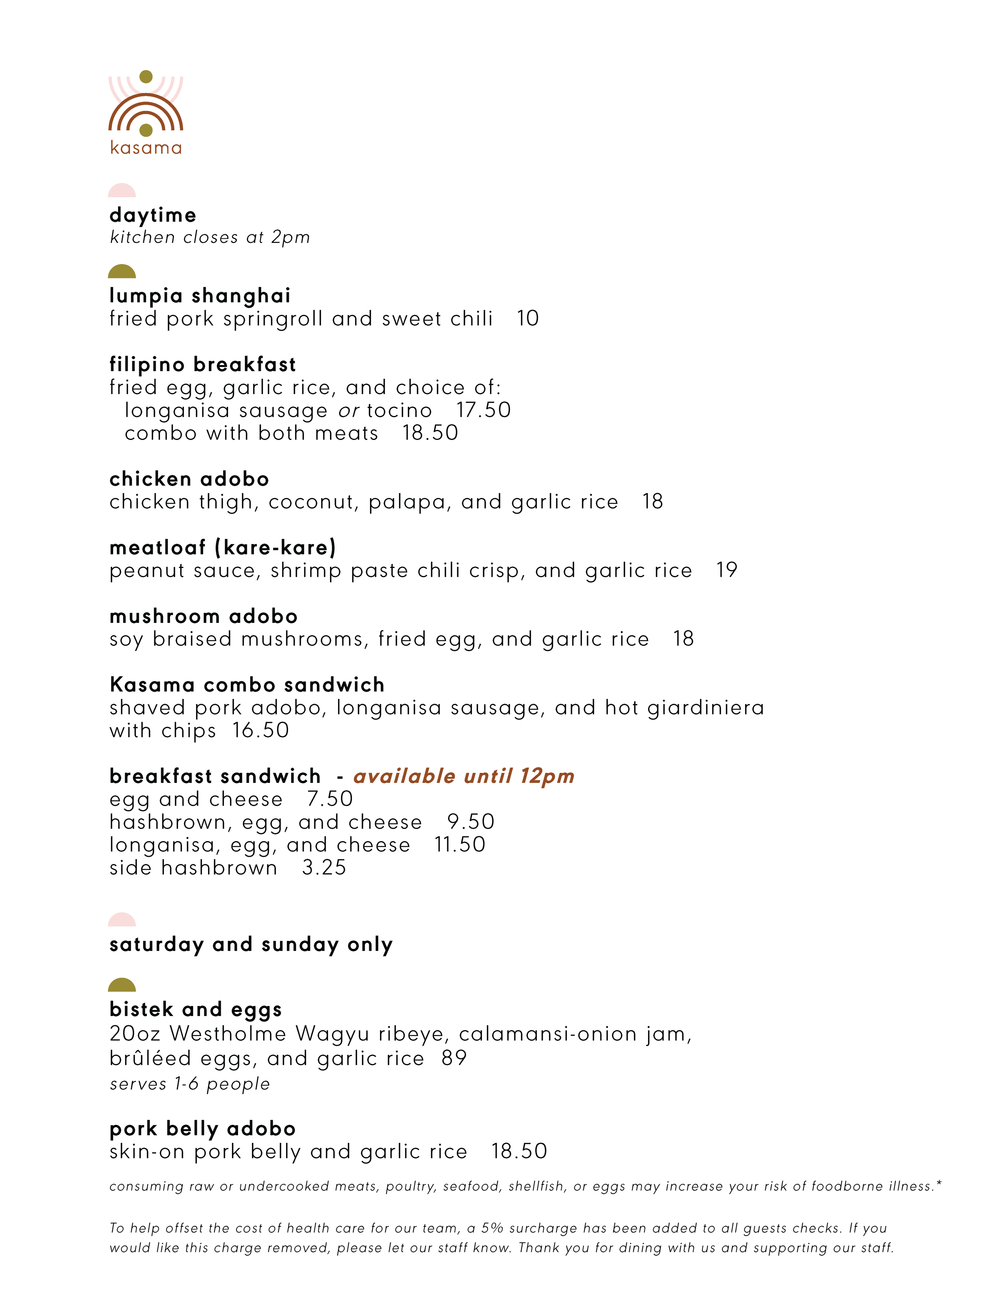 kasama
daytime
kitchen closes at 2pm
lumpia shanghai
fried pork springroll and sweet chili 10
filipino breakfast
fried egg, garlic rice, and choice of:
longanisa sausage or tocino 17.50
combo with both meats 18.50
chicken adobo
chicken thigh, coconut, palapa, and garlic rice 18
meatloaf (kare-kare)
peanut sauce, shrimp paste chili crisp, and garlic rice 19
mushroom adobo
soy braised mushrooms, fried egg, and garlic rice 18
Kasama combo sandwich
shaved pork adobo, longanisa sausage, and hot giardiniera
with chips 16.50
breakfast sandwich - available until 12pm
egg and cheese 7.50
hashbrown, egg, and cheese 9.50
longanisa, egg, and cheese 11.50
side hashbrown 3.25
saturday and sunday only
bistek and eggs
20oz Westholme Wagyu ribeye, calamansi-onion jam,
brûléed eggs, and garlic rice 89
serves 1-6 people
pork belly adobo
skin-on pork belly and garlic rice 18.50
consuming raw or undercooked meats, poultry, seafood, shellfish, or eggs may increase your risk of foodborne illness.*
To help offset the cost of health care for our team, a 5% surcharge has been added to all guests checks. If you
would like this charge removed, please let our staff know. Thank you for dining with us and supporting our staff.